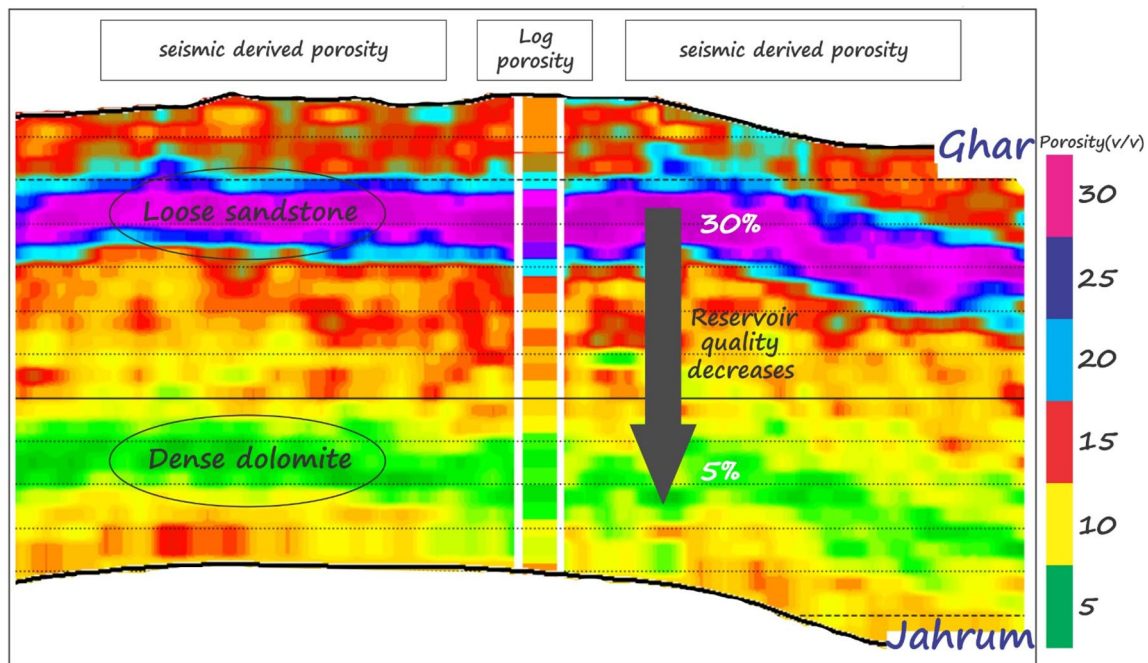 seismic derived porosity
Log
porosity
seismic derived porosity
Ghar
Porosity(v/v)
30
25
20
15
10
5
Loose sandstone
30%
Reservoir
quality
decreases
Dense dolomite
5%
Jahrum